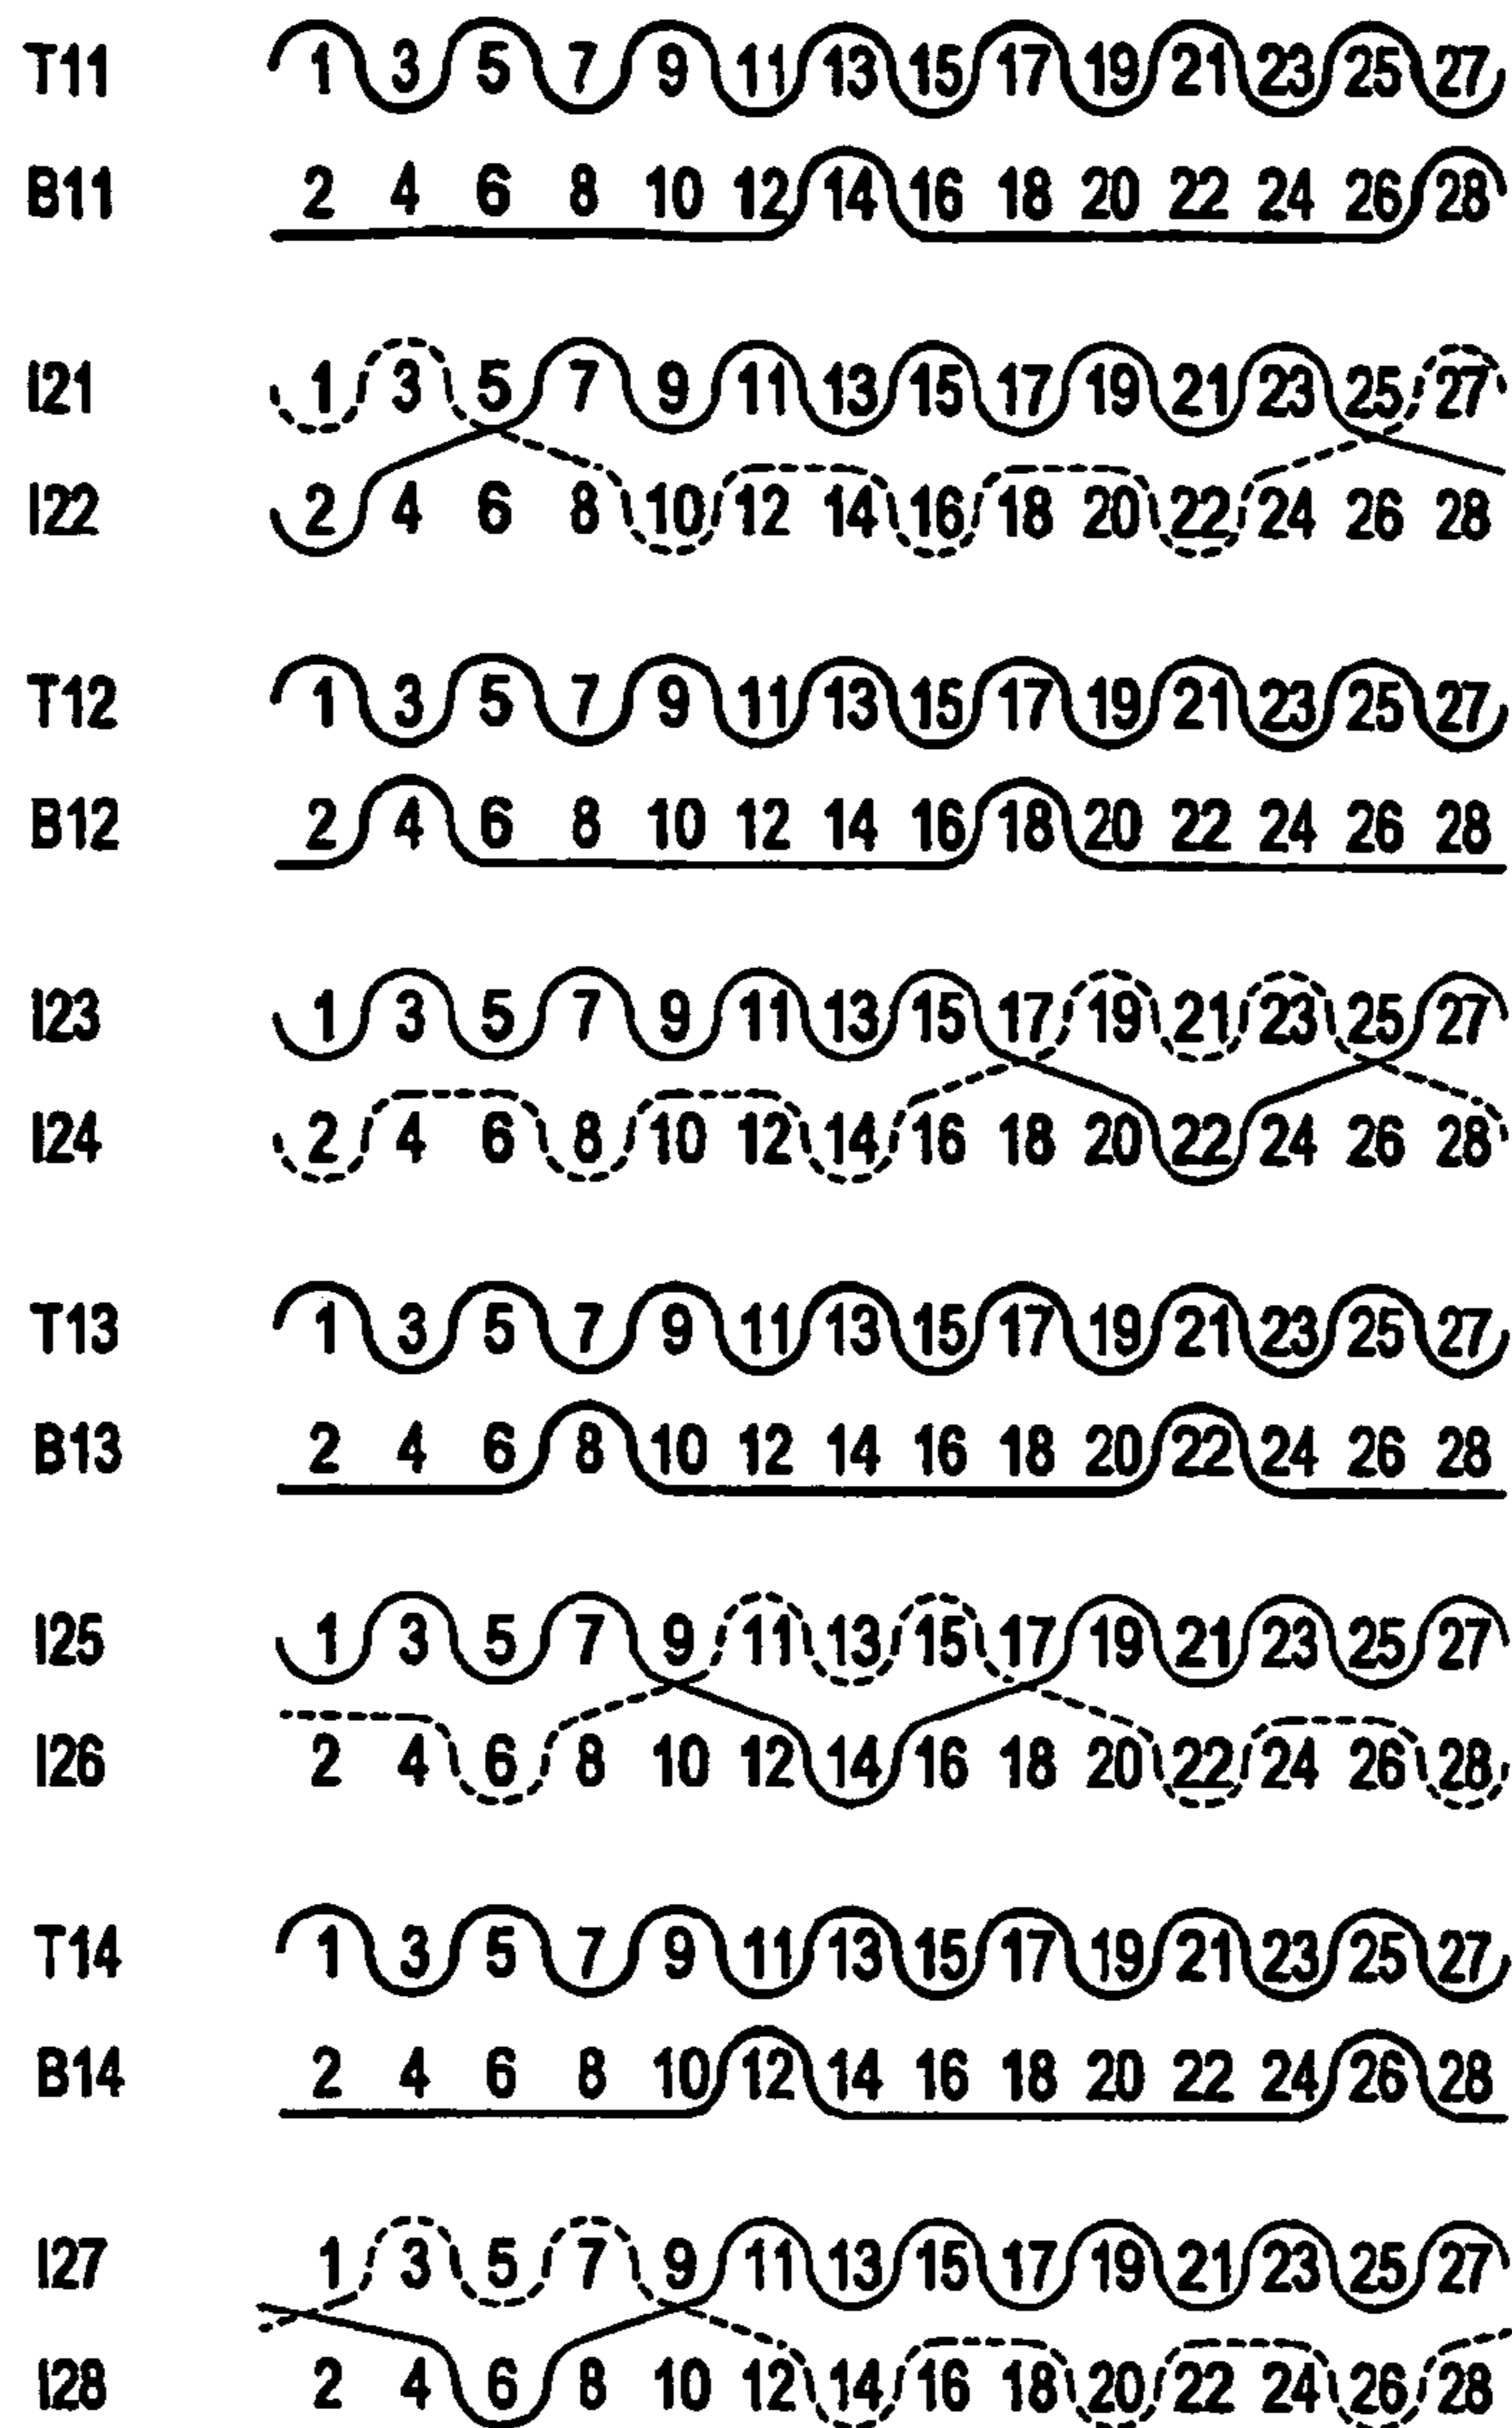 T11 1 3 5 7 9 11 13 15 17 19 21 23 25 27
B11 2 4 6 8 10 12 14 16 18 20 22 24 26 28
I21 1 3 5 7 9 11 13 15 17 19 21 23 25 27
I22 2 4 6 8 10 12 14 16 18 20 22 24 26 28
T12 1 3 5 7 9 11 13 15 17 19 21 23 25 27
B12 2 4 6 8 10 12 14 16 18 20 22 24 26 28
I23 1 3 5 7 9 11 13 15 17 19 21 23 25 27
I24 2 4 6 8 10 12 14 16 18 20 22 24 26 28
T13 1 3 5 7 9 11 13 15 17 19 21 23 25 27
B13 2 4 6 8 10 12 14 16 18 20 22 24 26 28
I25 1 3 5 7 9 11 13 15 17 19 21 23 25 27
I26 2 4 6 8 10 12 14 16 18 20 22 24 26 28
T14 1 3 5 7 9 11 13 15 17 19 21 23 25 27
B14 2 4 6 8 10 12 14 16 18 20 22 24 26 28
I27 1 3 5 7 9 11 13 15 17 19 21 23 25 27
I28 2 4 6 8 10 12 14 16 18 20 22 24 26 28